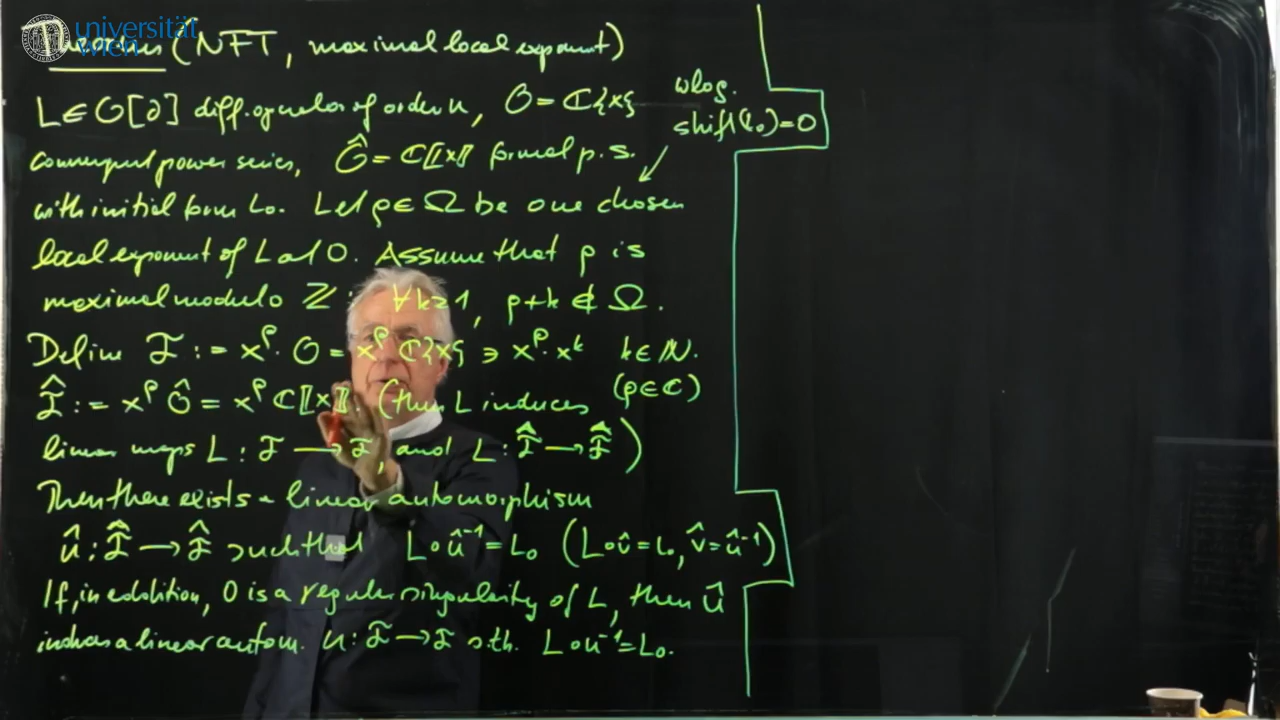 universität
wien
Theorem (NFT, maximal local exponent)
L ∈ O[∂] diff. operator of order n, O = ℂ{x}
wlog. shift(L₀) = 0
convergent power series, Ô = ℂ[[x]] formal p.s.
with initial form L₀. Let ρ ∈ Ω be one chosen
local exponent of L at 0. Assume that ρ is
maximal modulo ℤ: ∀k≥1, ρ+k ∉ Ω.
Define F := x^ρ · O = x^ρ ℂ{x} ∋ x^ρ · x^k k ∈ ℕ.
F̂ := x^ρ Ô = x^ρ ℂ[[x]]. (then L induces (ρ ∈ ℂ)
linear maps L : F → F, and L : F̂ → F̂)
Then there exists a linear automorphism
û : F̂ → F̂ such that L∘û⁻¹ = L₀ (L∘v̂ = L₀, v̂ = û⁻¹)
If, in addition, 0 is a regular singularity of L, then û
induces a linear autom. u : F → F s.th. L∘u⁻¹ = L₀.